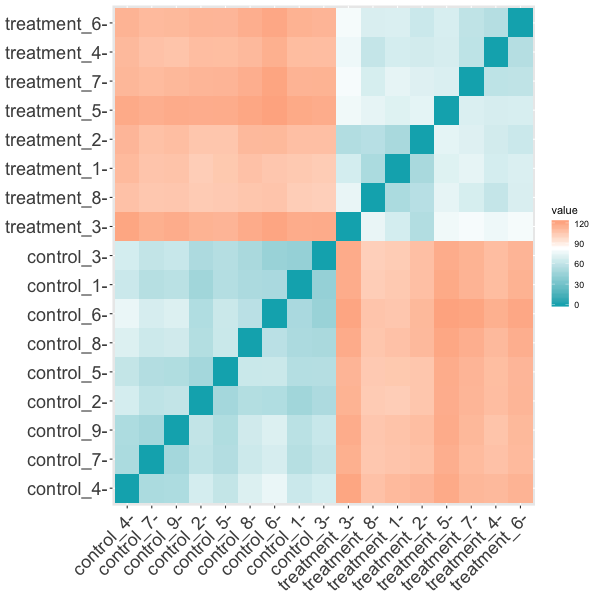 treatment_6-
treatment_4-
treatment_7-
treatment_5-
treatment_2-
treatment_1-
treatment_8-
treatment_3-
control_3-
control_1-
control_6-
control_8-
control_5-
control_2-
control_9-
control_7-
control_4-
value
120
90
60
30
0
control_4-
control_7-
control_9-
control_2-
control_5-
control_8-
control_6-
control_1-
control_3-
treatment_3-
treatment_8-
treatment_1-
treatment_2-
treatment_5-
treatment_7-
treatment_4-
treatment_6-